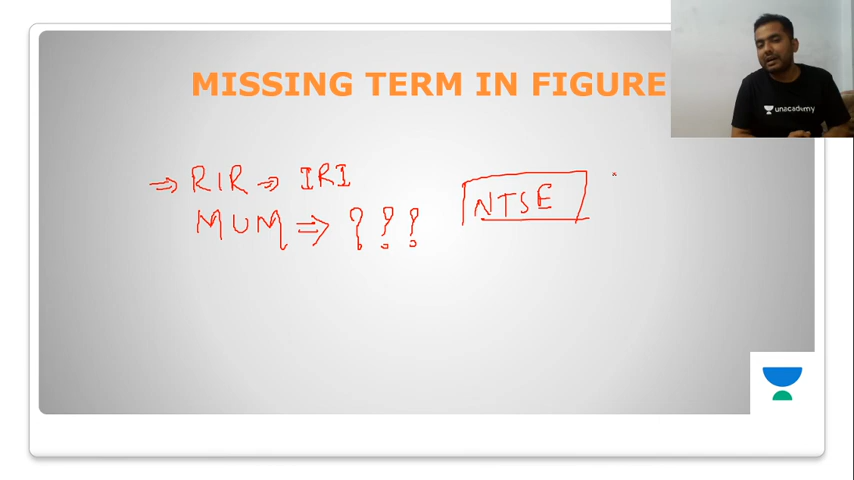 MISSING TERM IN FIGURE
unacademy
⇒ RIR ⇒ IRI
NTSE
MUM ⇒ ? ? ?